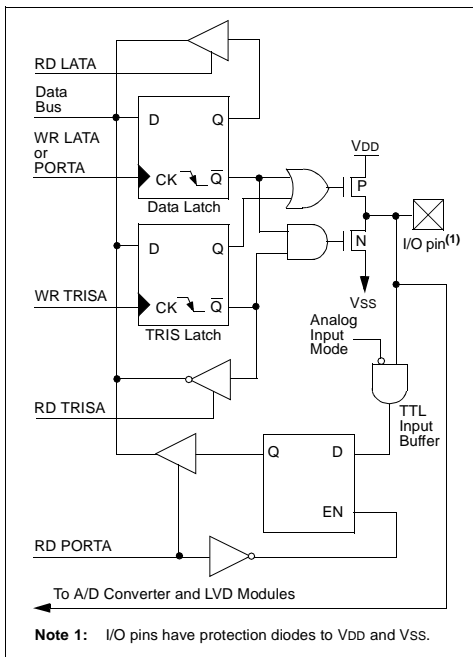 RD LATA
Data
Bus
D Q
WR LATA
or
PORTA
CK Q
Data Latch
VDD
P
N
I/O pin(1)
D Q
WR TRISA
CK Q
TRIS Latch
VSS
Analog
Input
Mode
TTL
Input
Buffer
RD TRISA
Q D
EN
RD PORTA
To A/D Converter and LVD Modules
Note 1: I/O pins have protection diodes to VDD and VSS.